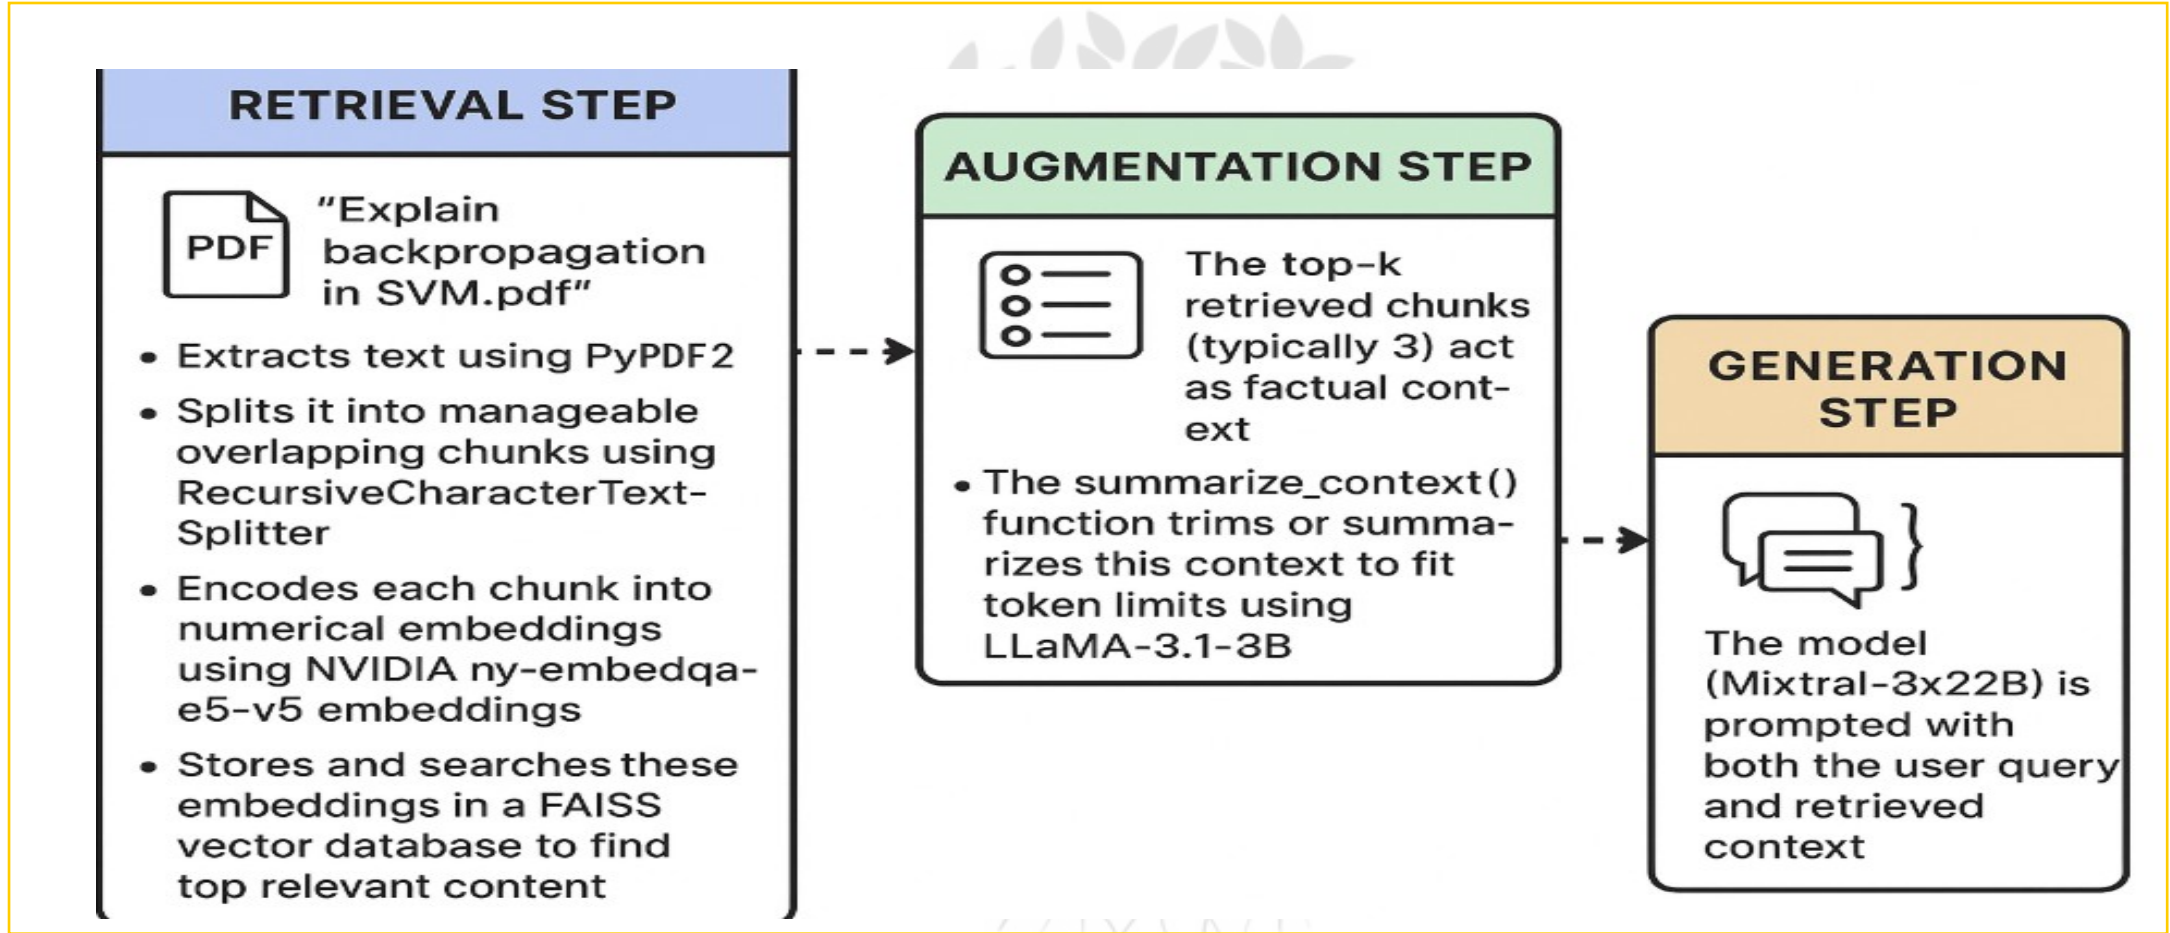 RETRIEVAL STEP
PDF
"Explain
backpropagation
in SVM.pdf"
• Extracts text using PyPDF2
• Splits it into manageable
overlapping chunks using
RecursiveCharacterText-
Splitter
• Encodes each chunk into
numerical embeddings
using NVIDIA ny-embedqa-
e5-v5 embeddings
• Stores and searches these
embeddings in a FAISS
vector database to find
top relevant content
AUGMENTATION STEP
The top-k
retrieved chunks
(typically 3) act
as factual cont-
ext
• The summarize_context()
function trims or summa-
rizes this context to fit
token limits using
LLaMA-3.1-3B
GENERATION
STEP
}
The model
(Mixtral-3x22B) is
prompted with
both the user query
and retrieved
context